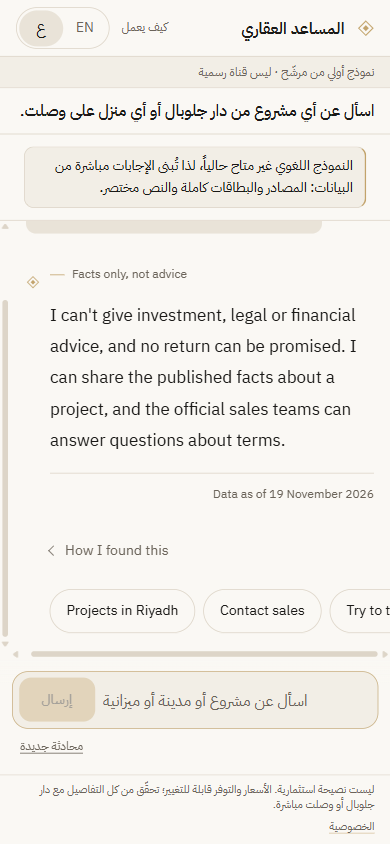 المساعد العقاري
كيف يعمل
EN
ع
نموذج أولي من مرشّح · ليس قناة رسمية
اسأل عن أي مشروع من دار جلوبال أو أي منزل على وصلت.
النموذج اللغوي غير متاح حالياً، لذا تُبنى الإجابات مباشرة من
البيانات: المصادر والبطاقات كاملة والنص مختصر.
Facts only, not advice
I can't give investment, legal or financial
advice, and no return can be promised. I
can share the published facts about a
project, and the official sales teams can
answer questions about terms.
Data as of 19 November 2026
How I found this
Projects in Riyadh
Contact sales
Try to t
اسأل عن مشروع أو مدينة أو ميزانية
إرسال
محادثة جديدة
ليست نصيحة استثمارية. الأسعار والتوفر قابلة للتغيير؛ تحقّق من كل التفاصيل مع دار
جلوبال أو وصلت مباشرة.
الخصوصية